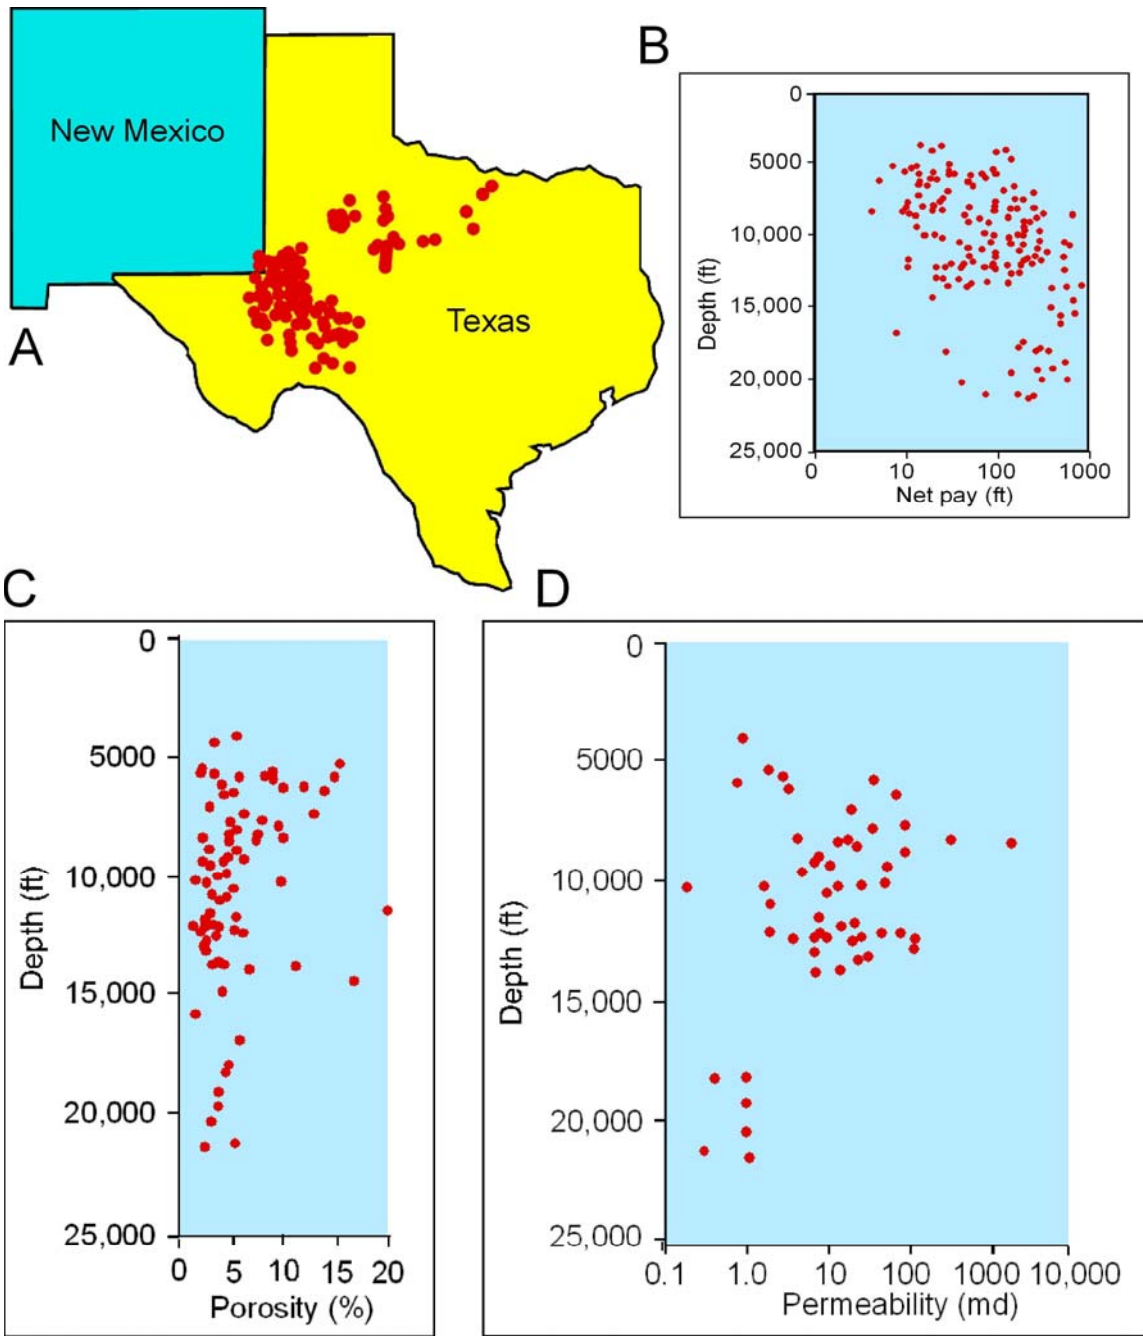 A
New Mexico
Texas
B
0
5000
10,000
15,000
20,000
25,000
Depth (ft)
0 10 100 1000
Net pay (ft)
C
0
5000
10,000
15,000
20,000
25,000
Depth (ft)
0 5 10 15 20
Porosity (%)
D
0
5000
10,000
15,000
20,000
25,000
Depth (ft)
0.1 1.0 10 100 1000 10,000
Permeability (md)